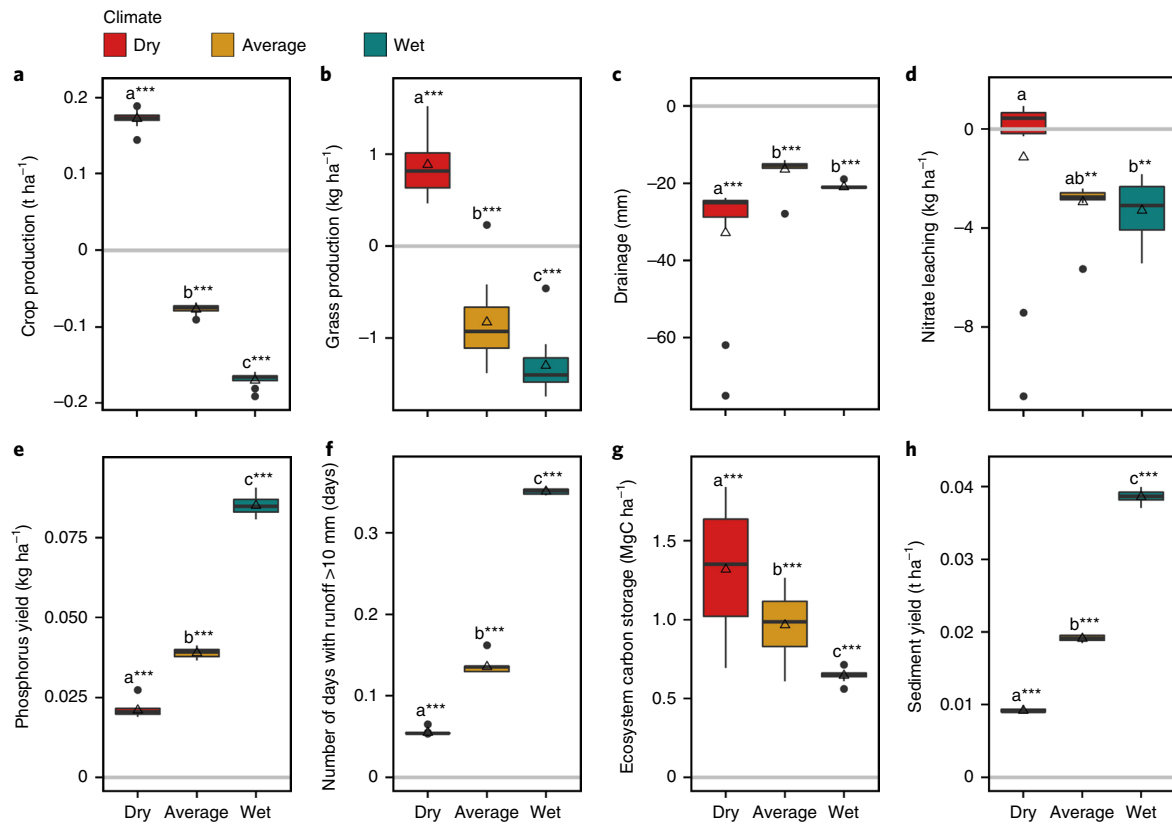 Climate
Dry Average Wet
a b c d
Crop production (t ha⁻¹)
0.2
0.1
0
−0.1
−0.2
a***
b***
c***
Grass production (kg ha⁻¹)
1
0
−1
a***
b***
c***
Drainage (mm)
0
−20
−40
−60
a***
b***
b***
Nitrate leaching (kg ha⁻¹)
0
−4
−8
a
ab**
b**
e f g h
Phosphorus yield (kg ha⁻¹)
0.075
0.050
0.025
0
a***
b***
c***
Dry Average Wet
Number of days with runoff >10 mm (days)
0.3
0.1
0
a***
b***
c***
Dry Average Wet
Ecosystem carbon storage (MgC ha⁻¹)
1.5
1.0
0.5
0
a***
b***
c***
Dry Average Wet
Sediment yield (t ha⁻¹)
0.04
0.03
0.02
0.01
0
a***
b***
c***
Dry Average Wet